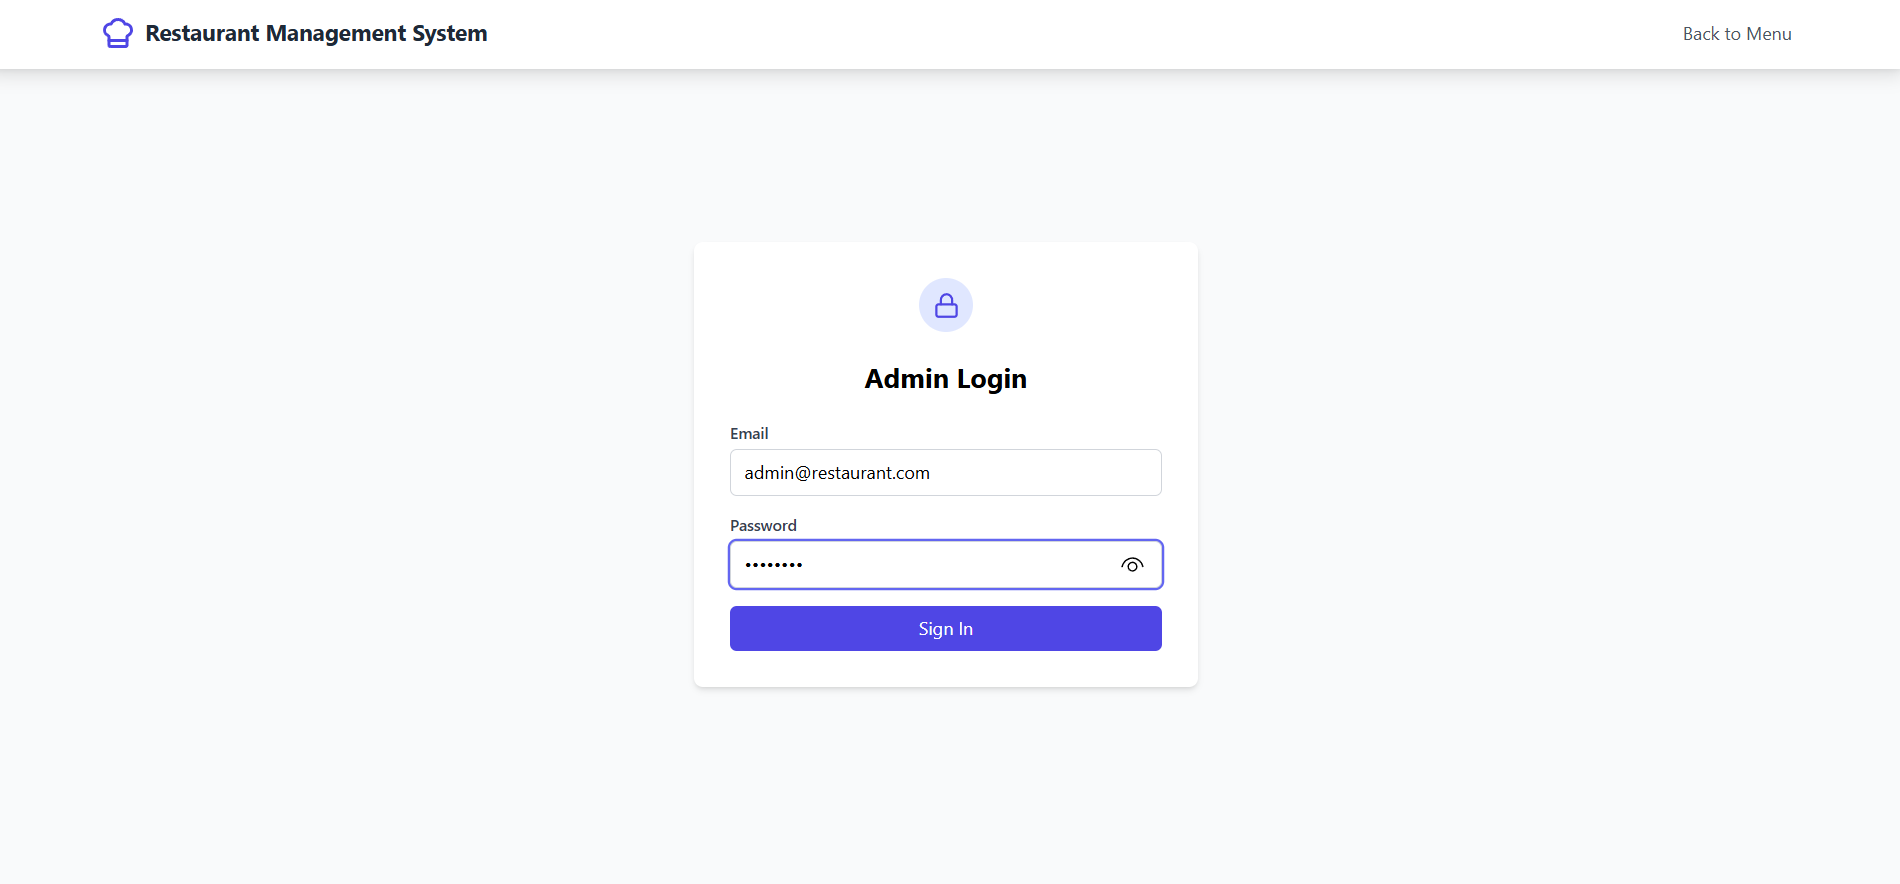 Restaurant Management System
Back to Menu
Admin Login
Email
admin@restaurant.com
Password
••••••••
Sign In